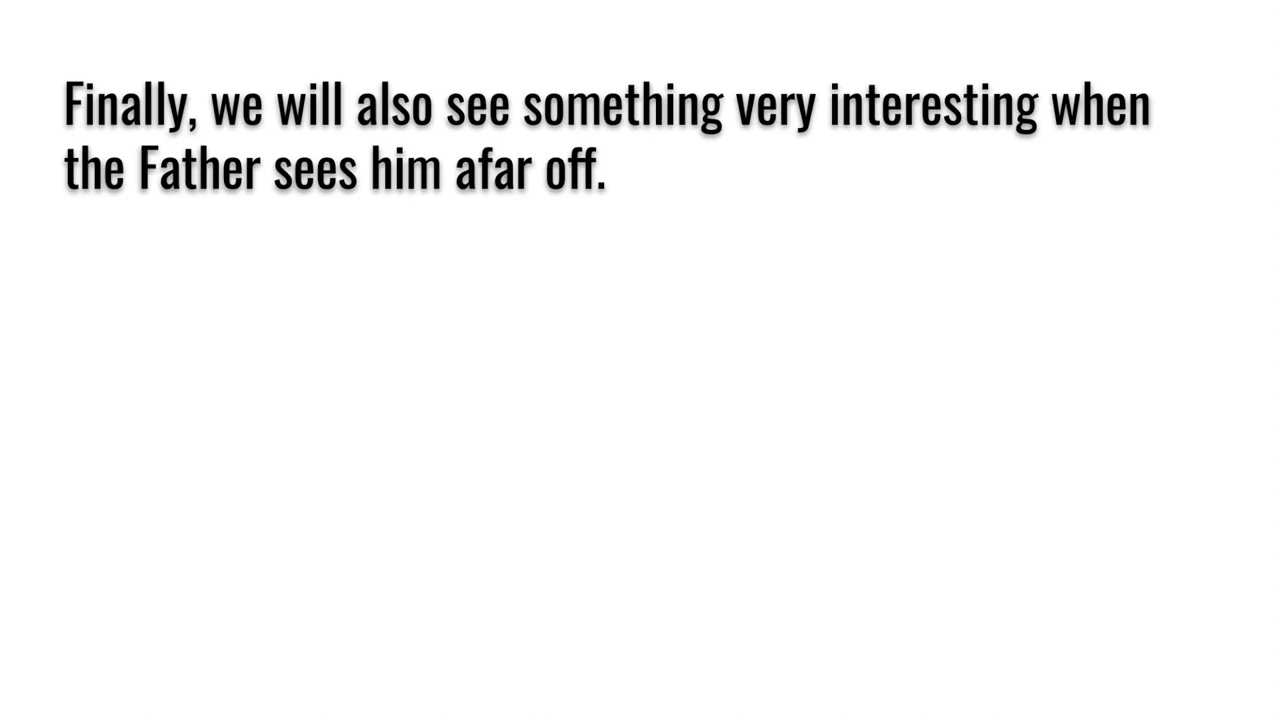 Finally, we will also see something very interesting when
the Father sees him afar off.